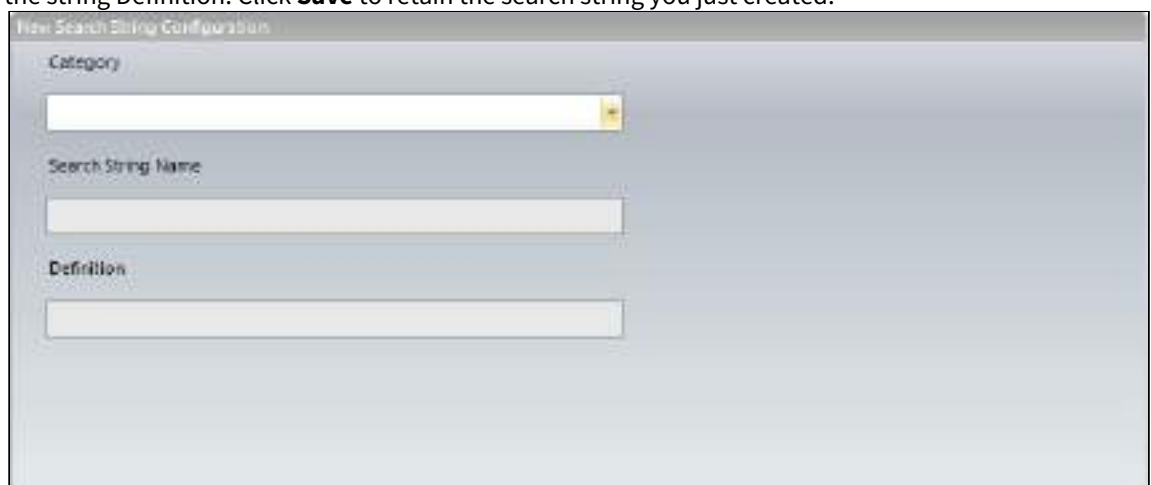 the string Definition. Click Save to retain the search string you just created.
New Search String Configuration
Category
Search String Name
Definition